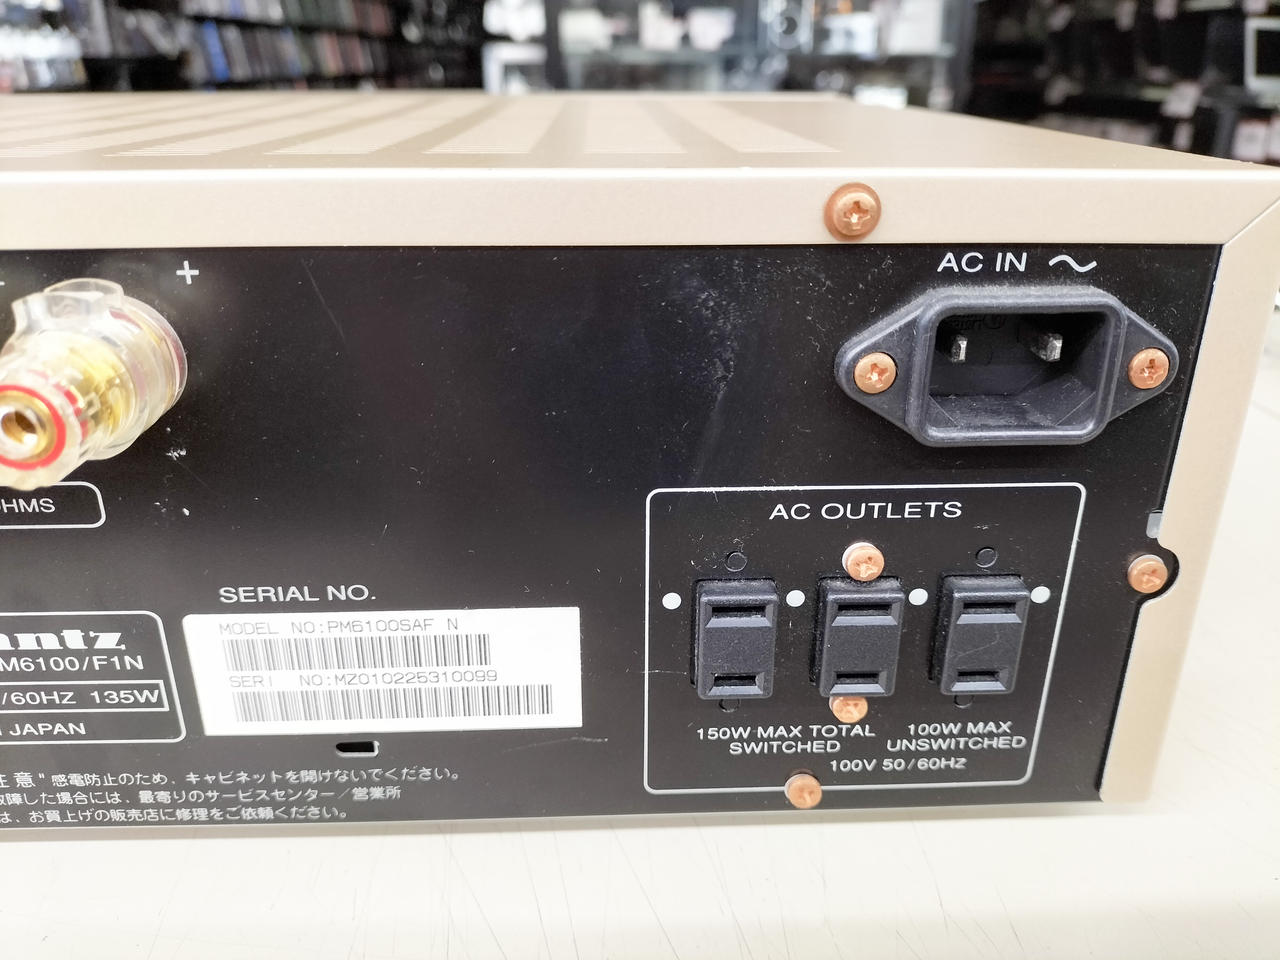 +
AC IN
AC OUTLETS
OHMS
SERIAL NO.
MODEL NO:PM6100SAF N
SERI NO:MZ010225310099
antz
M6100/F1N
/60HZ 135W
JAPAN
150W MAX TOTAL
SWITCHED
100W MAX
UNSWITCHED
100V 50/60HZ
注意" 感電防止のため、キャビネットを開けないでください。
故障した場合には、最寄りのサービスセンター/営業所
は、お買上げの販売店に修理をご依頼ください。